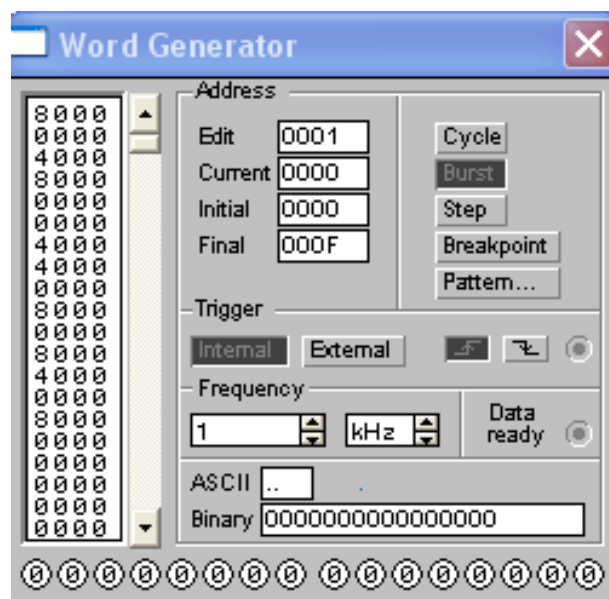 Word Generator
8000
0000
4000
8000
0000
0000
4000
4000
0000
8000
0000
8000
4000
0000
8000
0000
0000
0000
0000
0000
Address
Edit 0001
Current 0000
Initial 0000
Final 000F
Cycle
Burst
Step
Breakpoint
Pattern...
Trigger
Internal External
Frequency
1 kHz
Data
ready
ASCII ..
Binary 0000000000000000
0 0 0 0 0 0 0 0 0 0 0 0 0 0 0 0